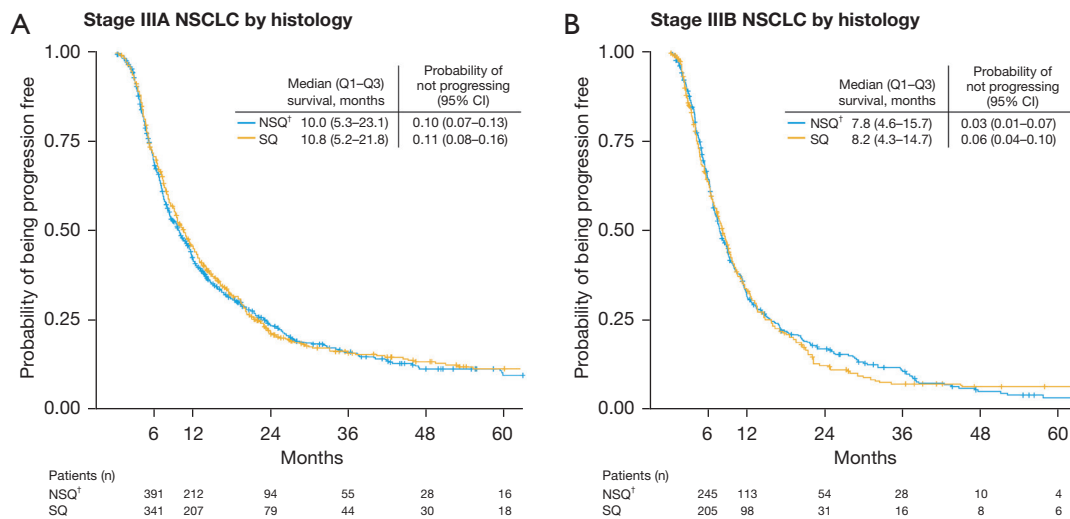 A Stage IIIA NSCLC by histology
Probability of being progression free
1.00
0.75
0.50
0.25
0.00
Median (Q1–Q3) survival, months
Probability of not progressing (95% CI)
NSQ† 10.0 (5.3–23.1) 0.10 (0.07–0.13)
SQ 10.8 (5.2–21.8) 0.11 (0.08–0.16)
6 12 24 36 48 60
Months
Patients (n)
NSQ† 391 212 94 55 28 16
SQ 341 207 79 44 30 18
B Stage IIIB NSCLC by histology
Probability of being progression free
1.00
0.75
0.50
0.25
0.00
Median (Q1–Q3) survival, months
Probability of not progressing (95% CI)
NSQ† 7.8 (4.6–15.7) 0.03 (0.01–0.07)
SQ 8.2 (4.3–14.7) 0.06 (0.04–0.10)
6 12 24 36 48 60
Months
Patients (n)
NSQ† 245 113 54 28 10 4
SQ 205 98 31 16 8 6